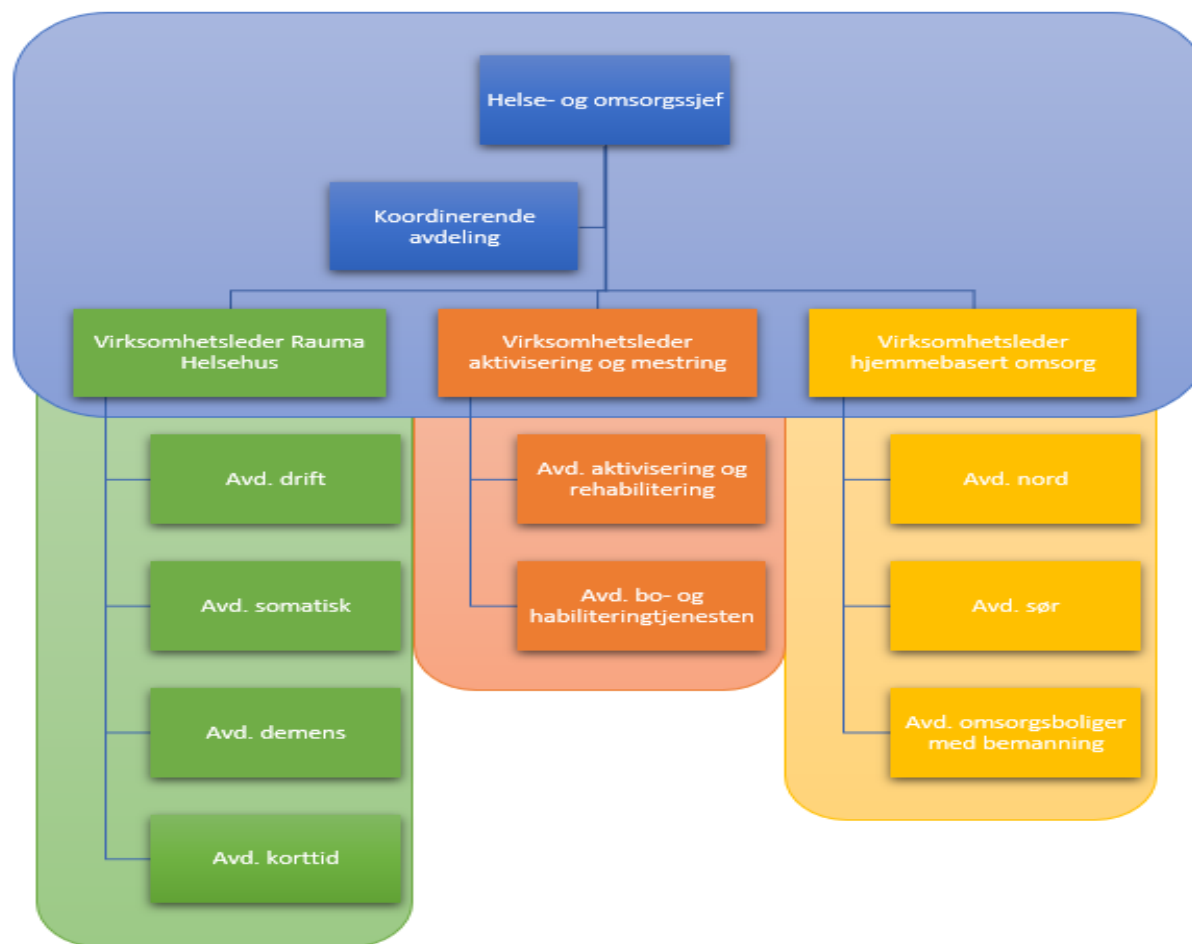 Helse- og omsorgssjef
Koordinerende
avdeling
Virksomhetsleder Rauma
Helsehus
Virksomhetsleder
aktivisering og mestring
Virksomhetsleder
hjemmebasert omsorg
Avd. drift
Avd. somatisk
Avd. demens
Avd. korttid
Avd. aktivisering og
rehabilitering
Avd. bo- og
habiliteringtjenesten
Avd. nord
Avd. sør
Avd. omsorgsboliger
med bemanning